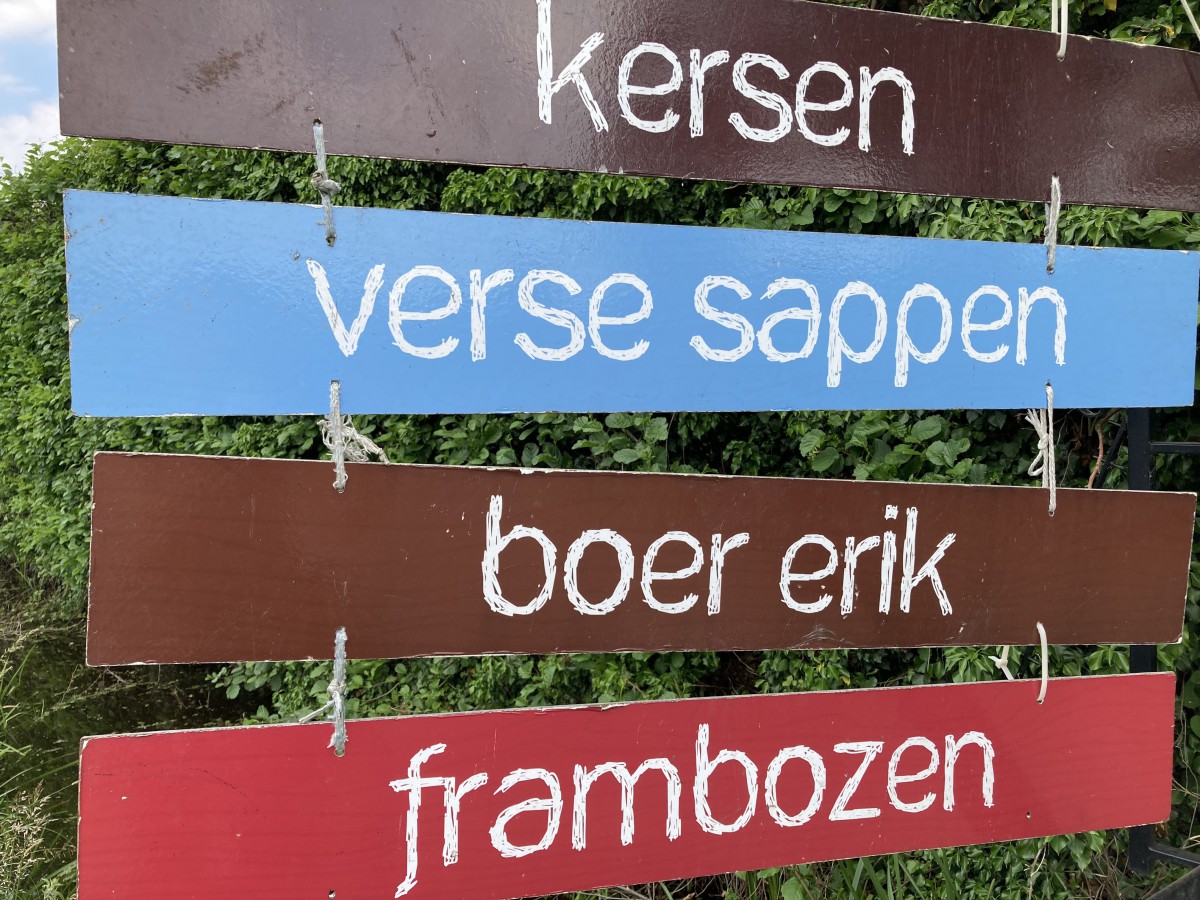 kersen
verse sappen
boer erik
frambozen